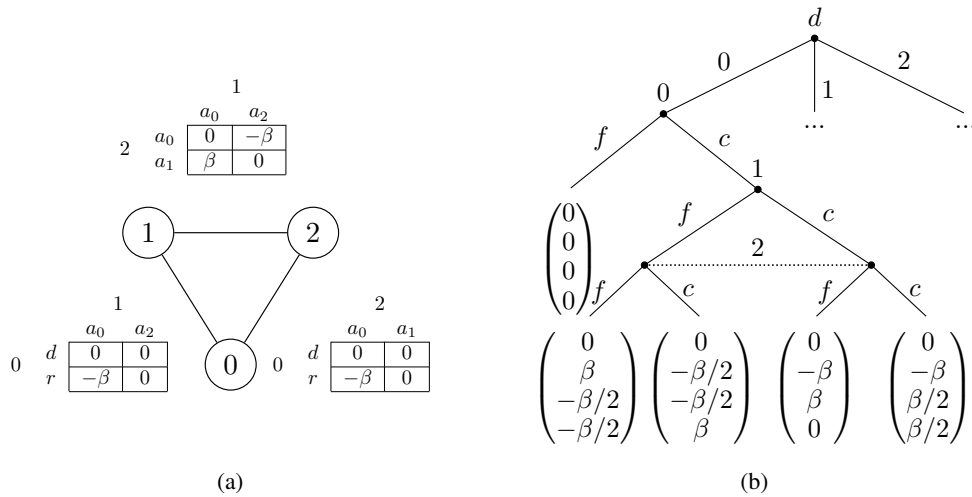 1
a₀ a₂
2 a₀ 0 −β
a₁ β 0
1 2
1
a₀ a₂
0 d 0 0
r −β 0
0
2
a₀ a₁
0 d 0 0
r −β 0
(a)
d
0 1 2
0 ... ...
f c
1
f c
2
0
0
0
0
f c f c
0 0 0 0
β −β/2 −β −β
−β/2 −β/2 β β/2
−β/2 β 0 β/2
(b)